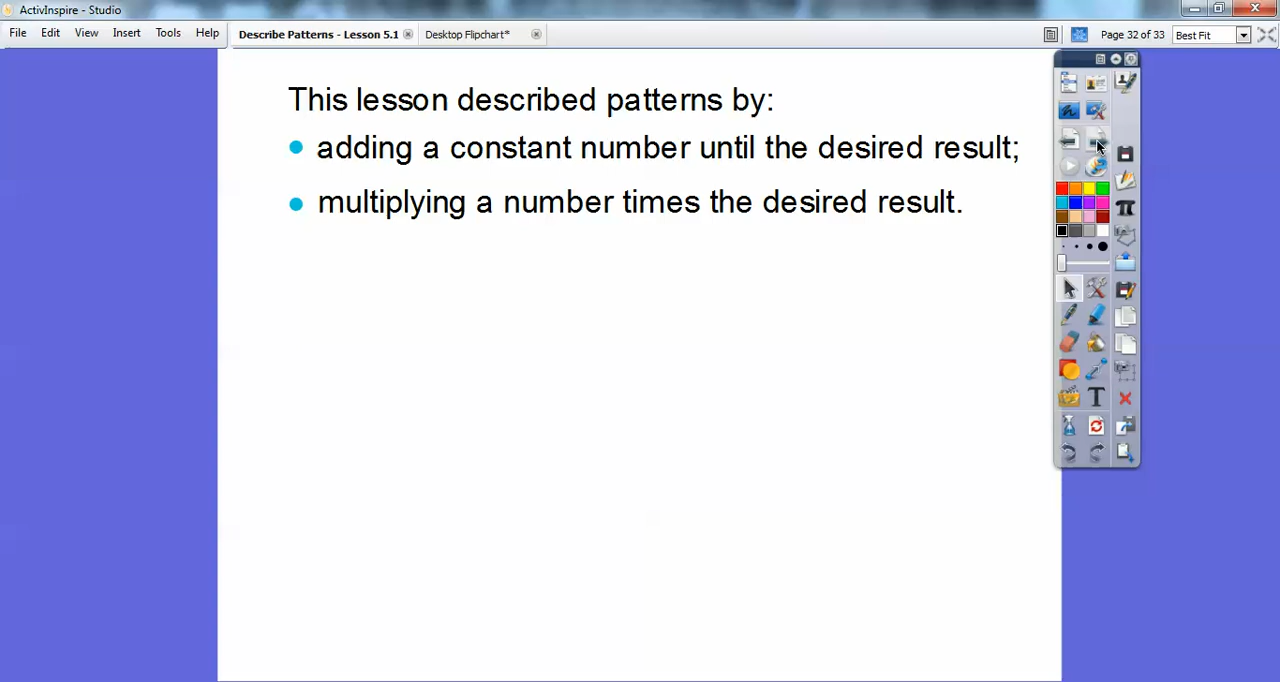 ActivInspire - Studio
File Edit View Insert Tools Help
Describe Patterns - Lesson 5.1
Desktop Flipchart*
Page 32 of 33
Best Fit
This lesson described patterns by:
• adding a constant number until the desired result;
• multiplying a number times the desired result.